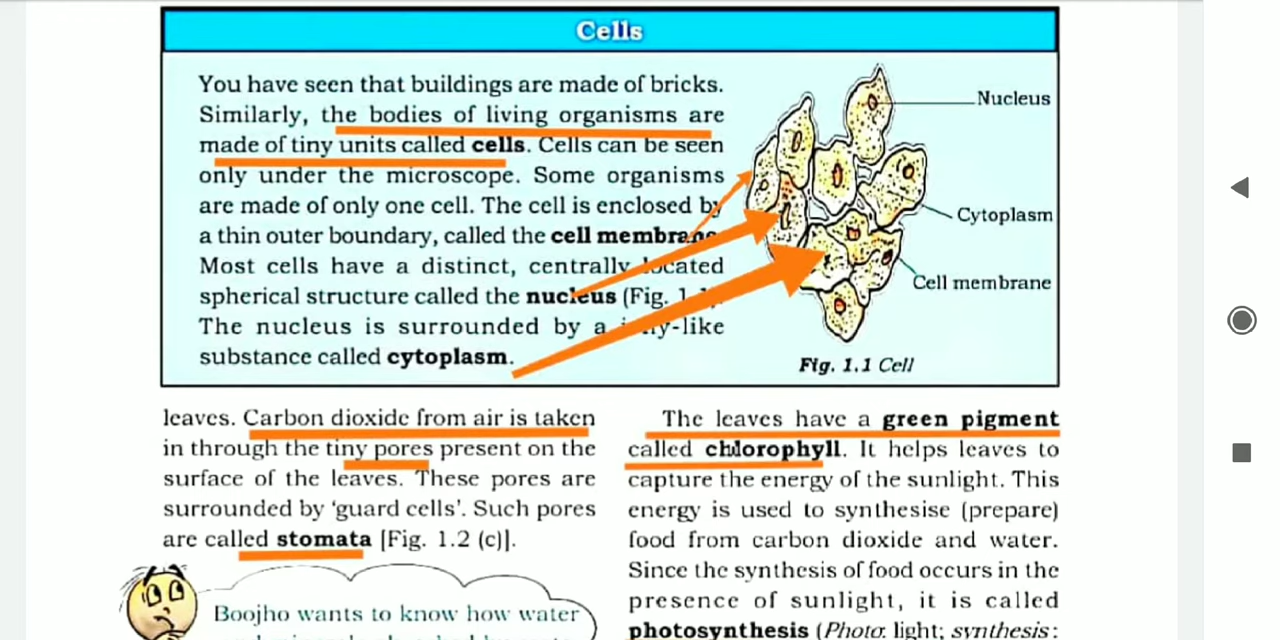 Cells
You have seen that buildings are made of bricks.
Similarly, the bodies of living organisms are
made of tiny units called cells. Cells can be seen
only under the microscope. Some organisms
are made of only one cell. The cell is enclosed by
a thin outer boundary, called the cell membrane
Most cells have a distinct, centrally located
spherical structure called the nucleus (Fig. 1.1).
The nucleus is surrounded by a jelly-like
substance called cytoplasm.
Nucleus
Cytoplasm
Cell membrane
Fig. 1.1 Cell
leaves. Carbon dioxide from air is taken
in through the tiny pores present on the
surface of the leaves. These pores are
surrounded by ‘guard cells’. Such pores
are called stomata [Fig. 1.2 (c)].
Boojho wants to know how water
The leaves have a green pigment
called chlorophyll. It helps leaves to
capture the energy of the sunlight. This
energy is used to synthesise (prepare)
food from carbon dioxide and water.
Since the synthesis of food occurs in the
presence of sunlight, it is called
photosynthesis (Photo: light; synthesis: